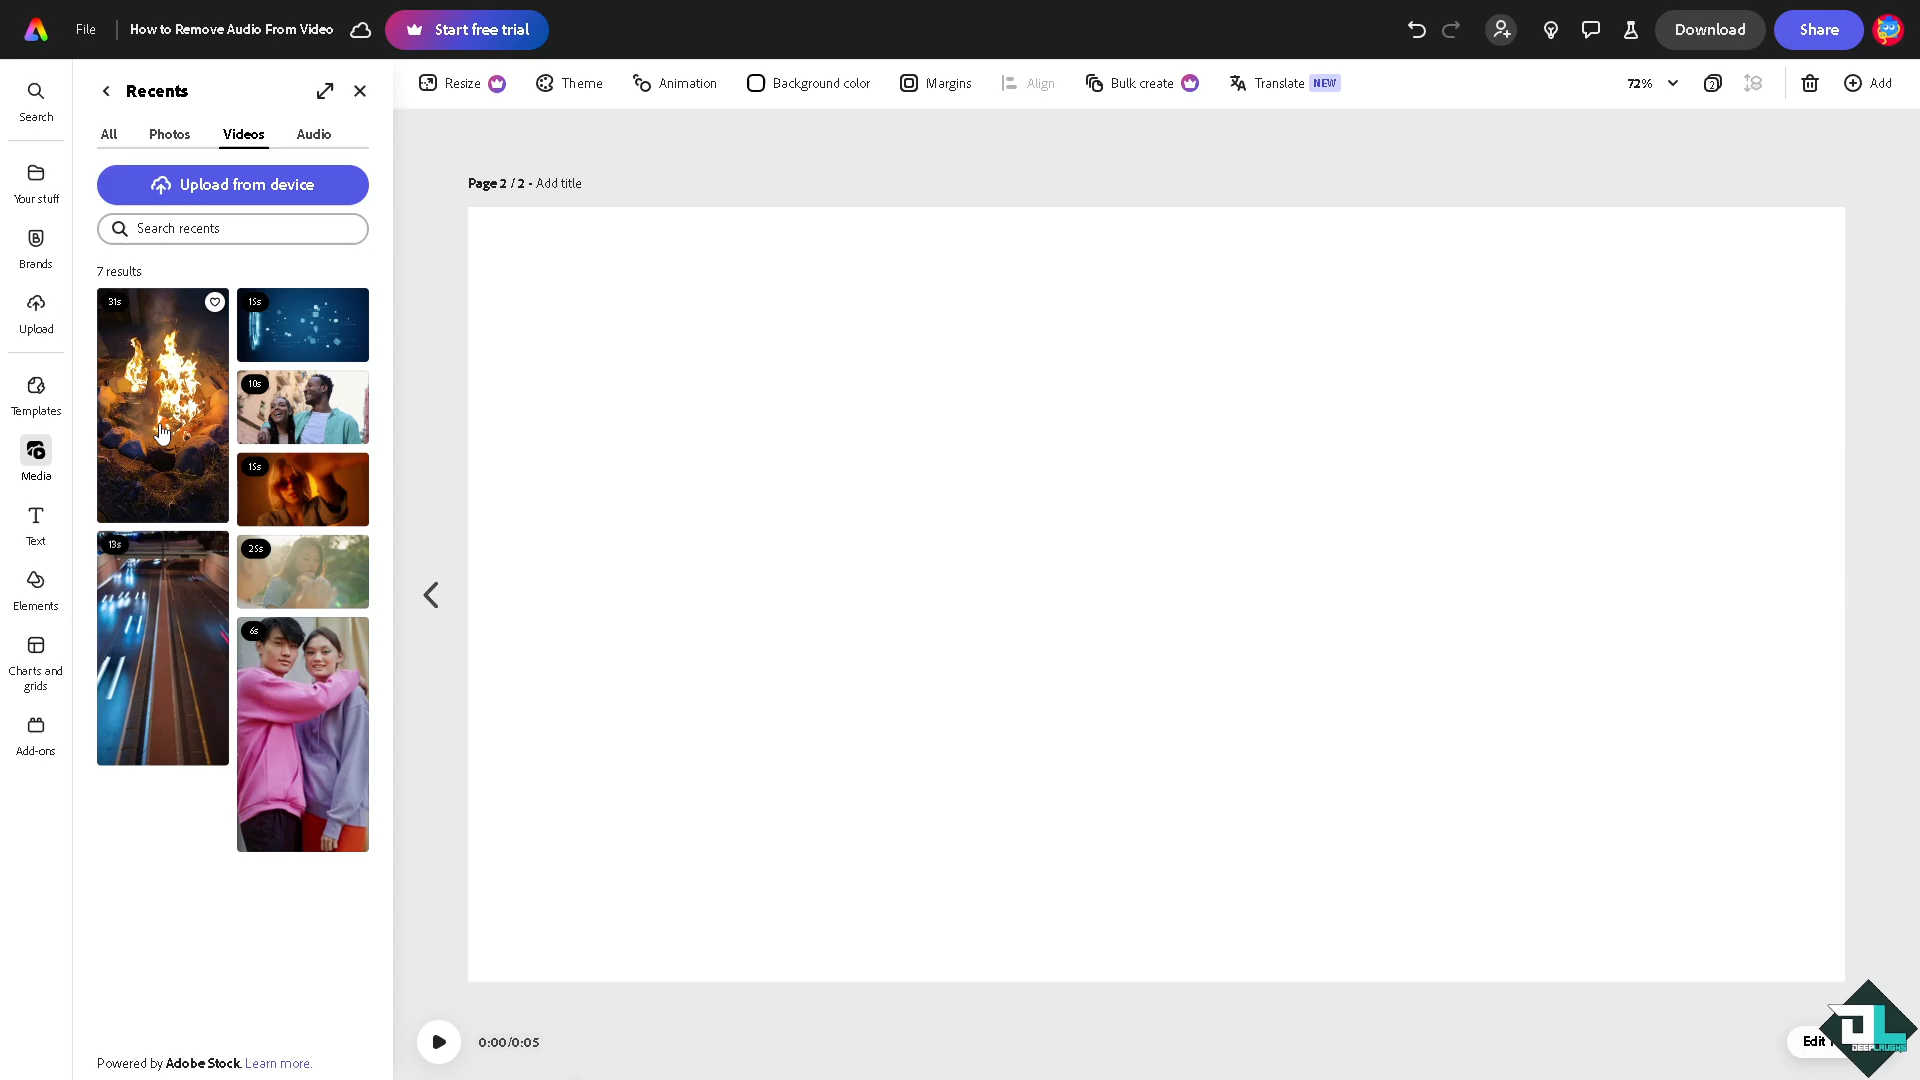 File
How to Remove Audio From Video
Start free trial
Download
Share
Search
Your stuff
Brands
Upload
Templates
Media
Text
Elements
Charts and
grids
Add-ons
Recents
All
Photos
Videos
Audio
Upload from device
Search recents
7 results
31s
15s
10s
15s
25s
13s
6s
Powered by Adobe Stock. Learn more.
Resize
Theme
Animation
Background color
Margins
Align
Bulk create
Translate NEW
72%
2
Add
Page 2 / 2 - Add title
0:00/0:05
Edit
DEEPLAUGHS